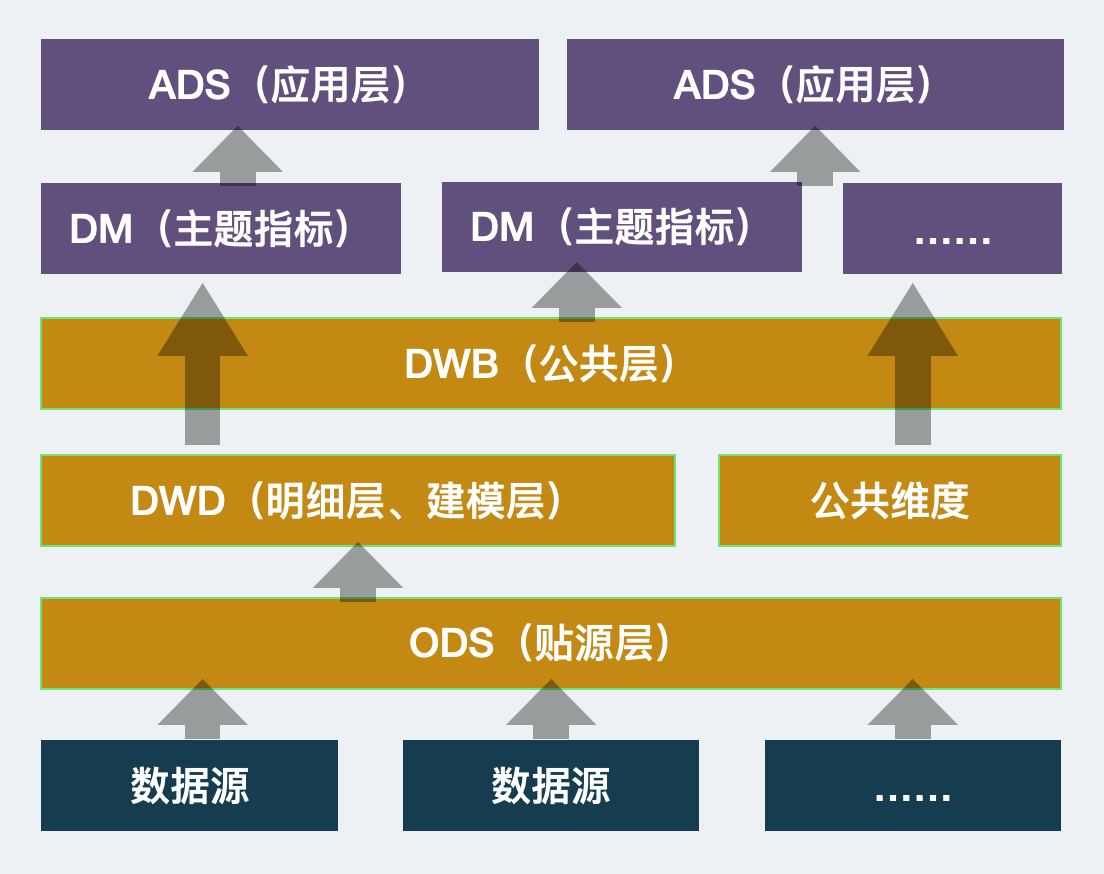 ADS（应用层）
ADS（应用层）
DM（主题指标）
DM（主题指标）
......
DWB（公共层）
DWD（明细层、建模层）
公共维度
ODS（贴源层）
数据源
数据源
......